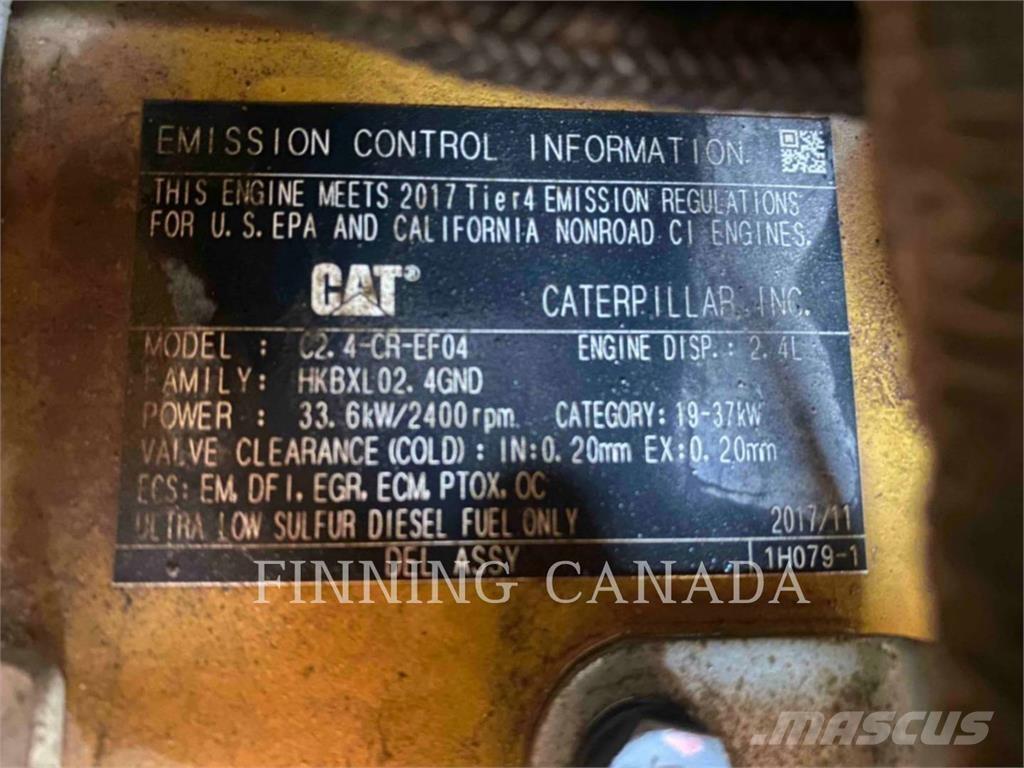 EMISSION CONTROL INFORMATION
THIS ENGINE MEETS 2017 Tier4 EMISSION REGULATIONS
FOR U.S.EPA AND CALIFORNIA NONROAD CI ENGINES.
CAT® CATERPILLAR INC.
MODEL : C2.4-CR-EF04 ENGINE DISP.: 2.4L
FAMILY: HKBXL02.4GND
POWER : 33.6kW/2400rpm CATEGORY: 19-37kW
VALVE CLEARANCE(COLD): IN:0.20mm EX:0.20mm
ECS: EM, DFI, EGR, ECM, PTOX, OC
ULTRA LOW SULFUR DIESEL FUEL ONLY 2017/11
DEL ASSY 1H079-1
FINNING CANADA
MASCUS